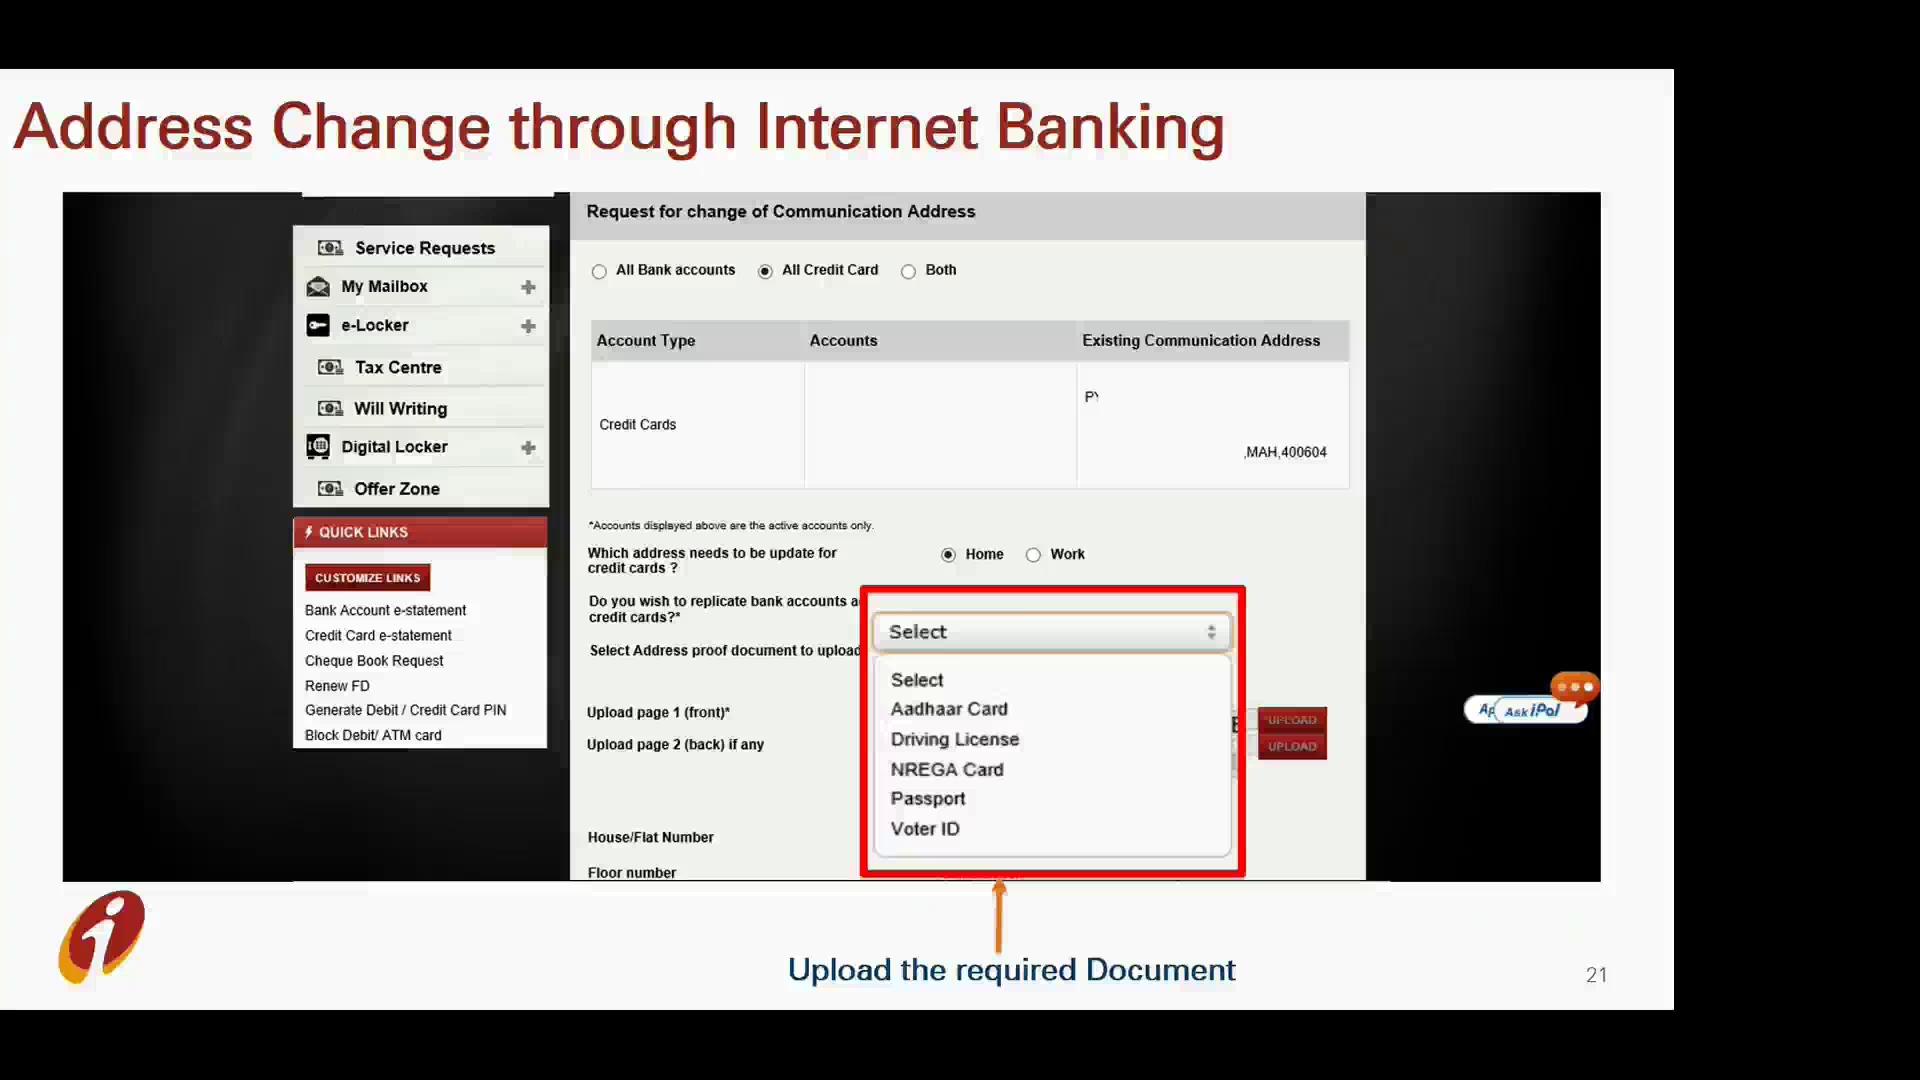 Address Change through Internet Banking
Request for change of Communication Address
All Bank accounts
All Credit Card
Both
Service Requests
My Mailbox
e-Locker
Tax Centre
Will Writing
Digital Locker
Offer Zone
QUICK LINKS
CUSTOMIZE LINKS
Bank Account e-statement
Credit Card e-statement
Cheque Book Request
Renew FD
Generate Debit / Credit Card PIN
Block Debit/ ATM card
Account Type
Accounts
Existing Communication Address
Credit Cards
,MAH,400604
*Accounts displayed above are the active accounts only.
Which address needs to be update for
credit cards ?
Home
Work
Do you wish to replicate bank accounts a
credit cards?*
Select Address proof document to upload
Select
Select
Aadhaar Card
Driving License
NREGA Card
Passport
Voter ID
Upload page 1 (front)*
UPLOAD
Upload page 2 (back) if any
UPLOAD
House/Flat Number
Floor number
Ask iPal
Upload the required Document
21